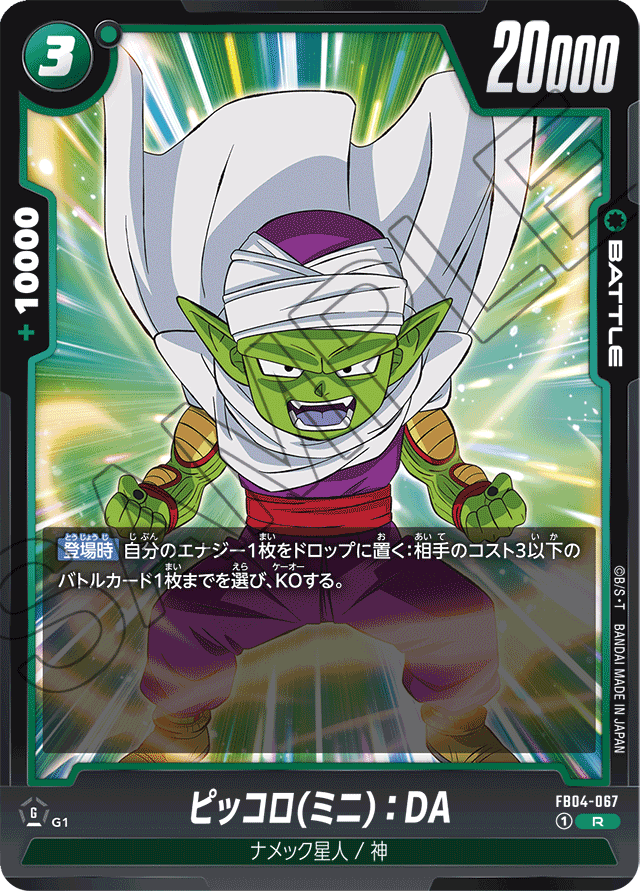 3
20000
+10000
BATTLE
SAMPLE
登場時 自分のエナジー1枚をドロップに置く:相手のコスト3以下の
バトルカード1枚までを選び、KOする。
とうじょうじ じぶん まい お あいて いか
まい えら ケーオー
©B/S・T BANDAI MADE IN JAPAN
ピッコロ(ミニ):DA
FB04-067
G G1
① R
ナメック星人 / 神